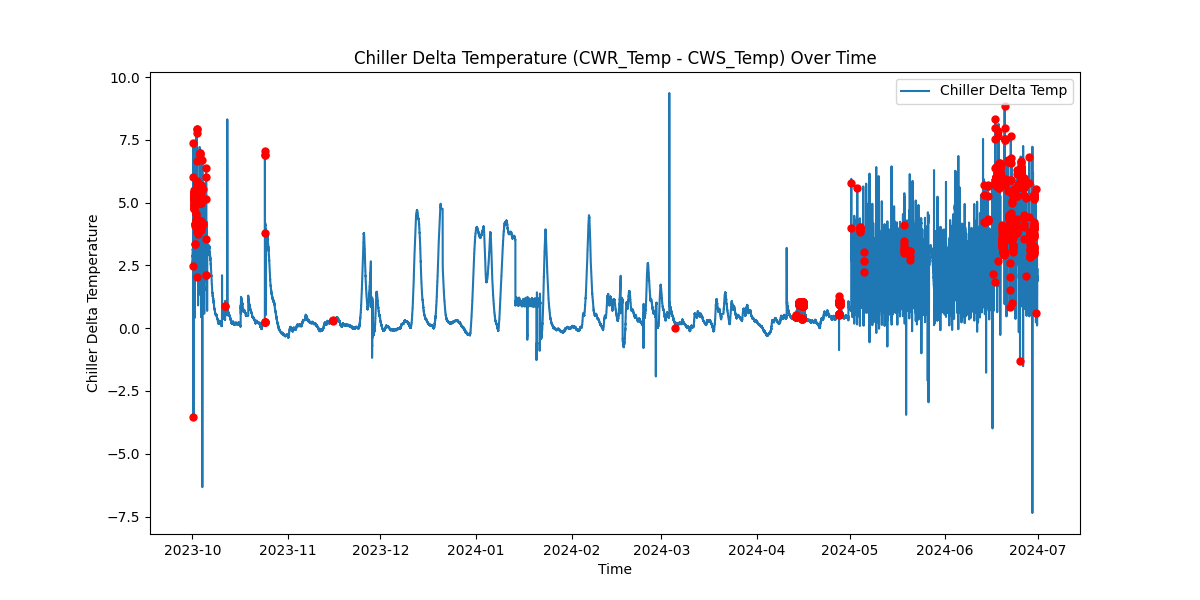 Chiller Delta Temperature (CWR_Temp - CWS_Temp) Over Time
Chiller Delta Temp
Chiller Delta Temperature
10.0
7.5
5.0
2.5
0.0
−2.5
−5.0
−7.5
2023-10 2023-11 2023-12 2024-01 2024-02 2024-03 2024-04 2024-05 2024-06 2024-07
Time